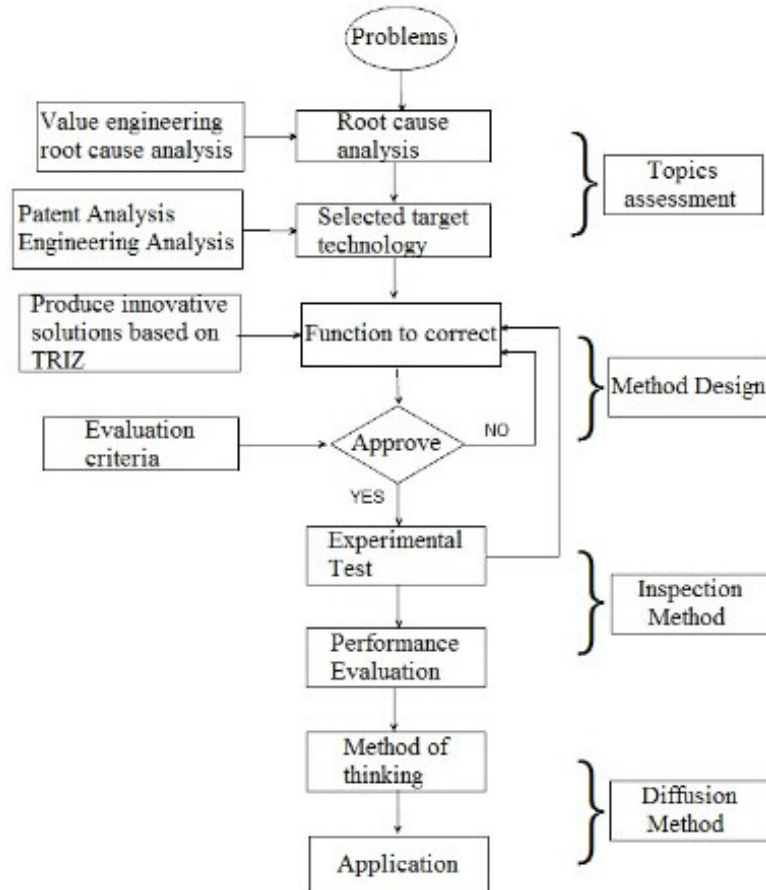 Problems
Value engineering
root cause analysis
Root cause
analysis
Topics
assessment
Patent Analysis
Engineering Analysis
Selected target
technology
Produce innovative
solutions based on
TRIZ
Function to correct
Method Design
Evaluation
criteria
Approve
NO
YES
Experimental
Test
Inspection
Method
Performance
Evaluation
Method of
thinking
Diffusion
Method
Application